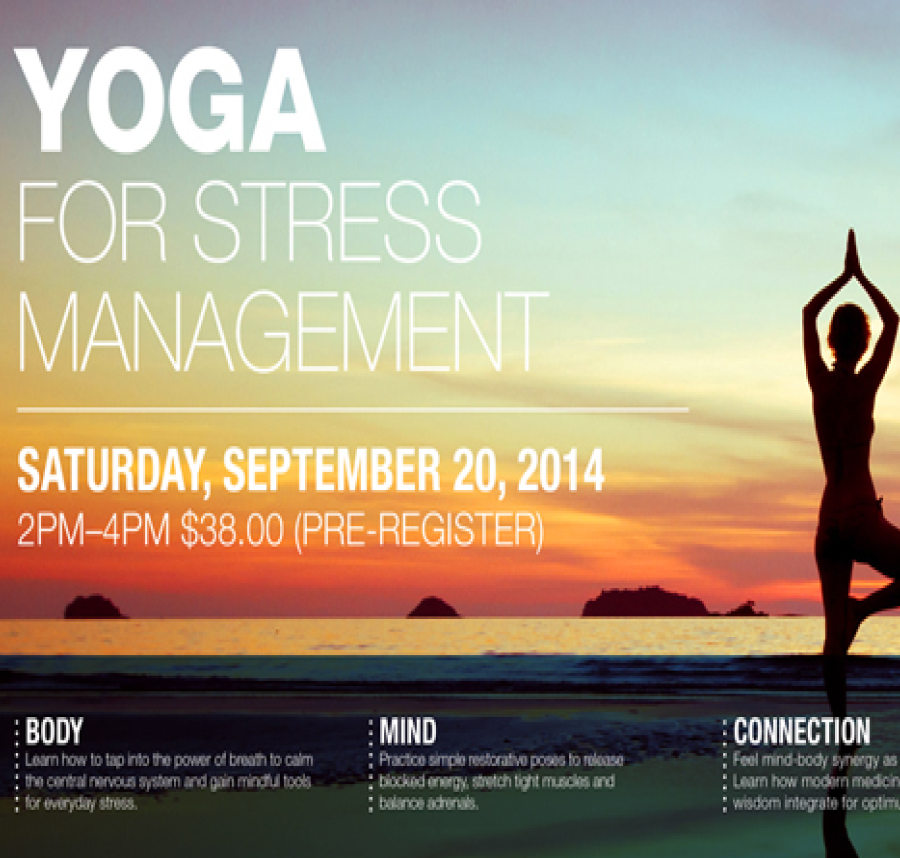 YOGA
FOR STRESS
MANAGEMENT
SATURDAY, SEPTEMBER 20, 2014
2PM–4PM $38.00 (PRE-REGISTER)
BODY
Learn how to tap into the power of breath to calm
the central nervous system and gain mindful tools
for everyday stress.
MIND
Practice simple restorative poses to release
blocked energy, stretch tight muscles and
balance adrenals.
CONNECTION
Feel mind-body synergy as
Learn how modern
wisdom integrate for